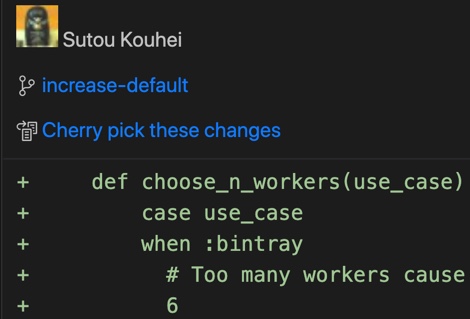 Sutou Kouhei
increase-default
Cherry pick these changes
+ def choose_n_workers(use_case)
+ case use_case
+ when :bintray
+ # Too many workers cause
+ 6